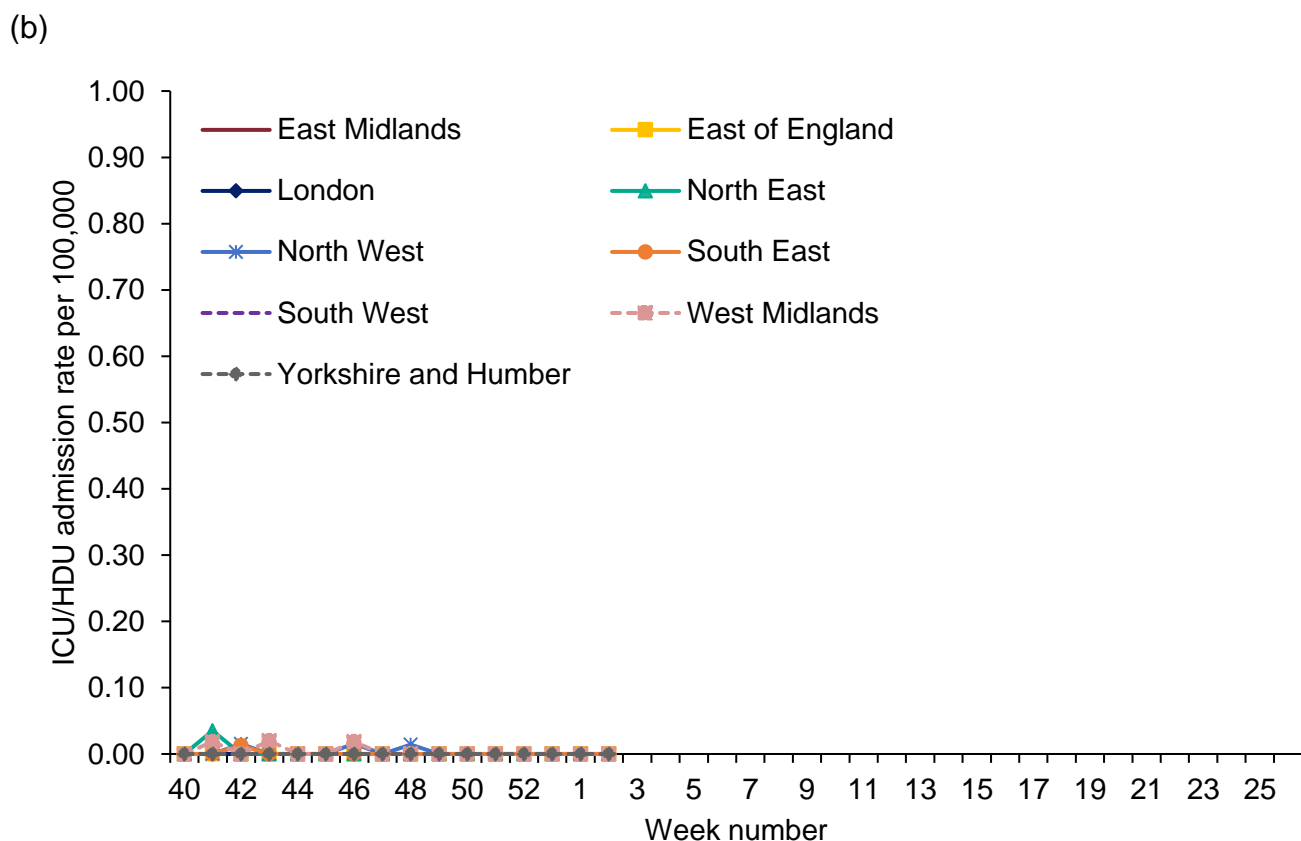 (b)
1.00
0.90
0.80
0.70
0.60
0.50
0.40
0.30
0.20
0.10
0.00
ICU/HDU admission rate per 100,000
East Midlands East of England
London North East
North West South East
South West West Midlands
Yorkshire and Humber
40 42 44 46 48 50 52 1 3 5 7 9 11 13 15 17 19 21 23 25
Week number